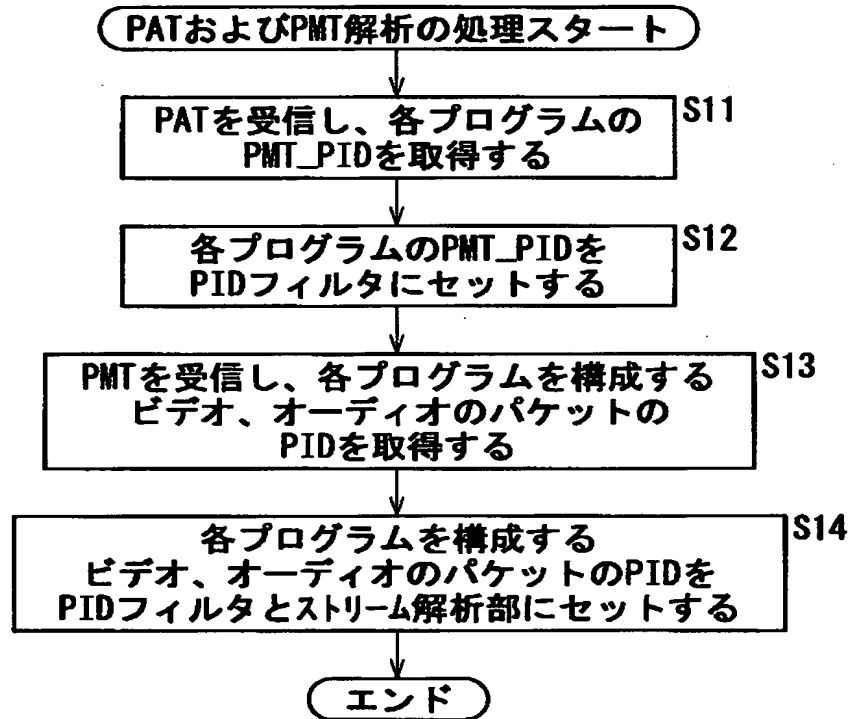 PATおよびPMT解析の処理スタート
S11
PATを受信し、各プログラムの
PMT_PIDを取得する
S12
各プログラムのPMT_PIDを
PIDフィルタにセットする
S13
PMTを受信し、各プログラムを構成する
ビデオ、オーディオのパケットの
PIDを取得する
S14
各プログラムを構成する
ビデオ、オーディオのパケットのPIDを
PIDフィルタとストリーム解析部にセットする
エンド